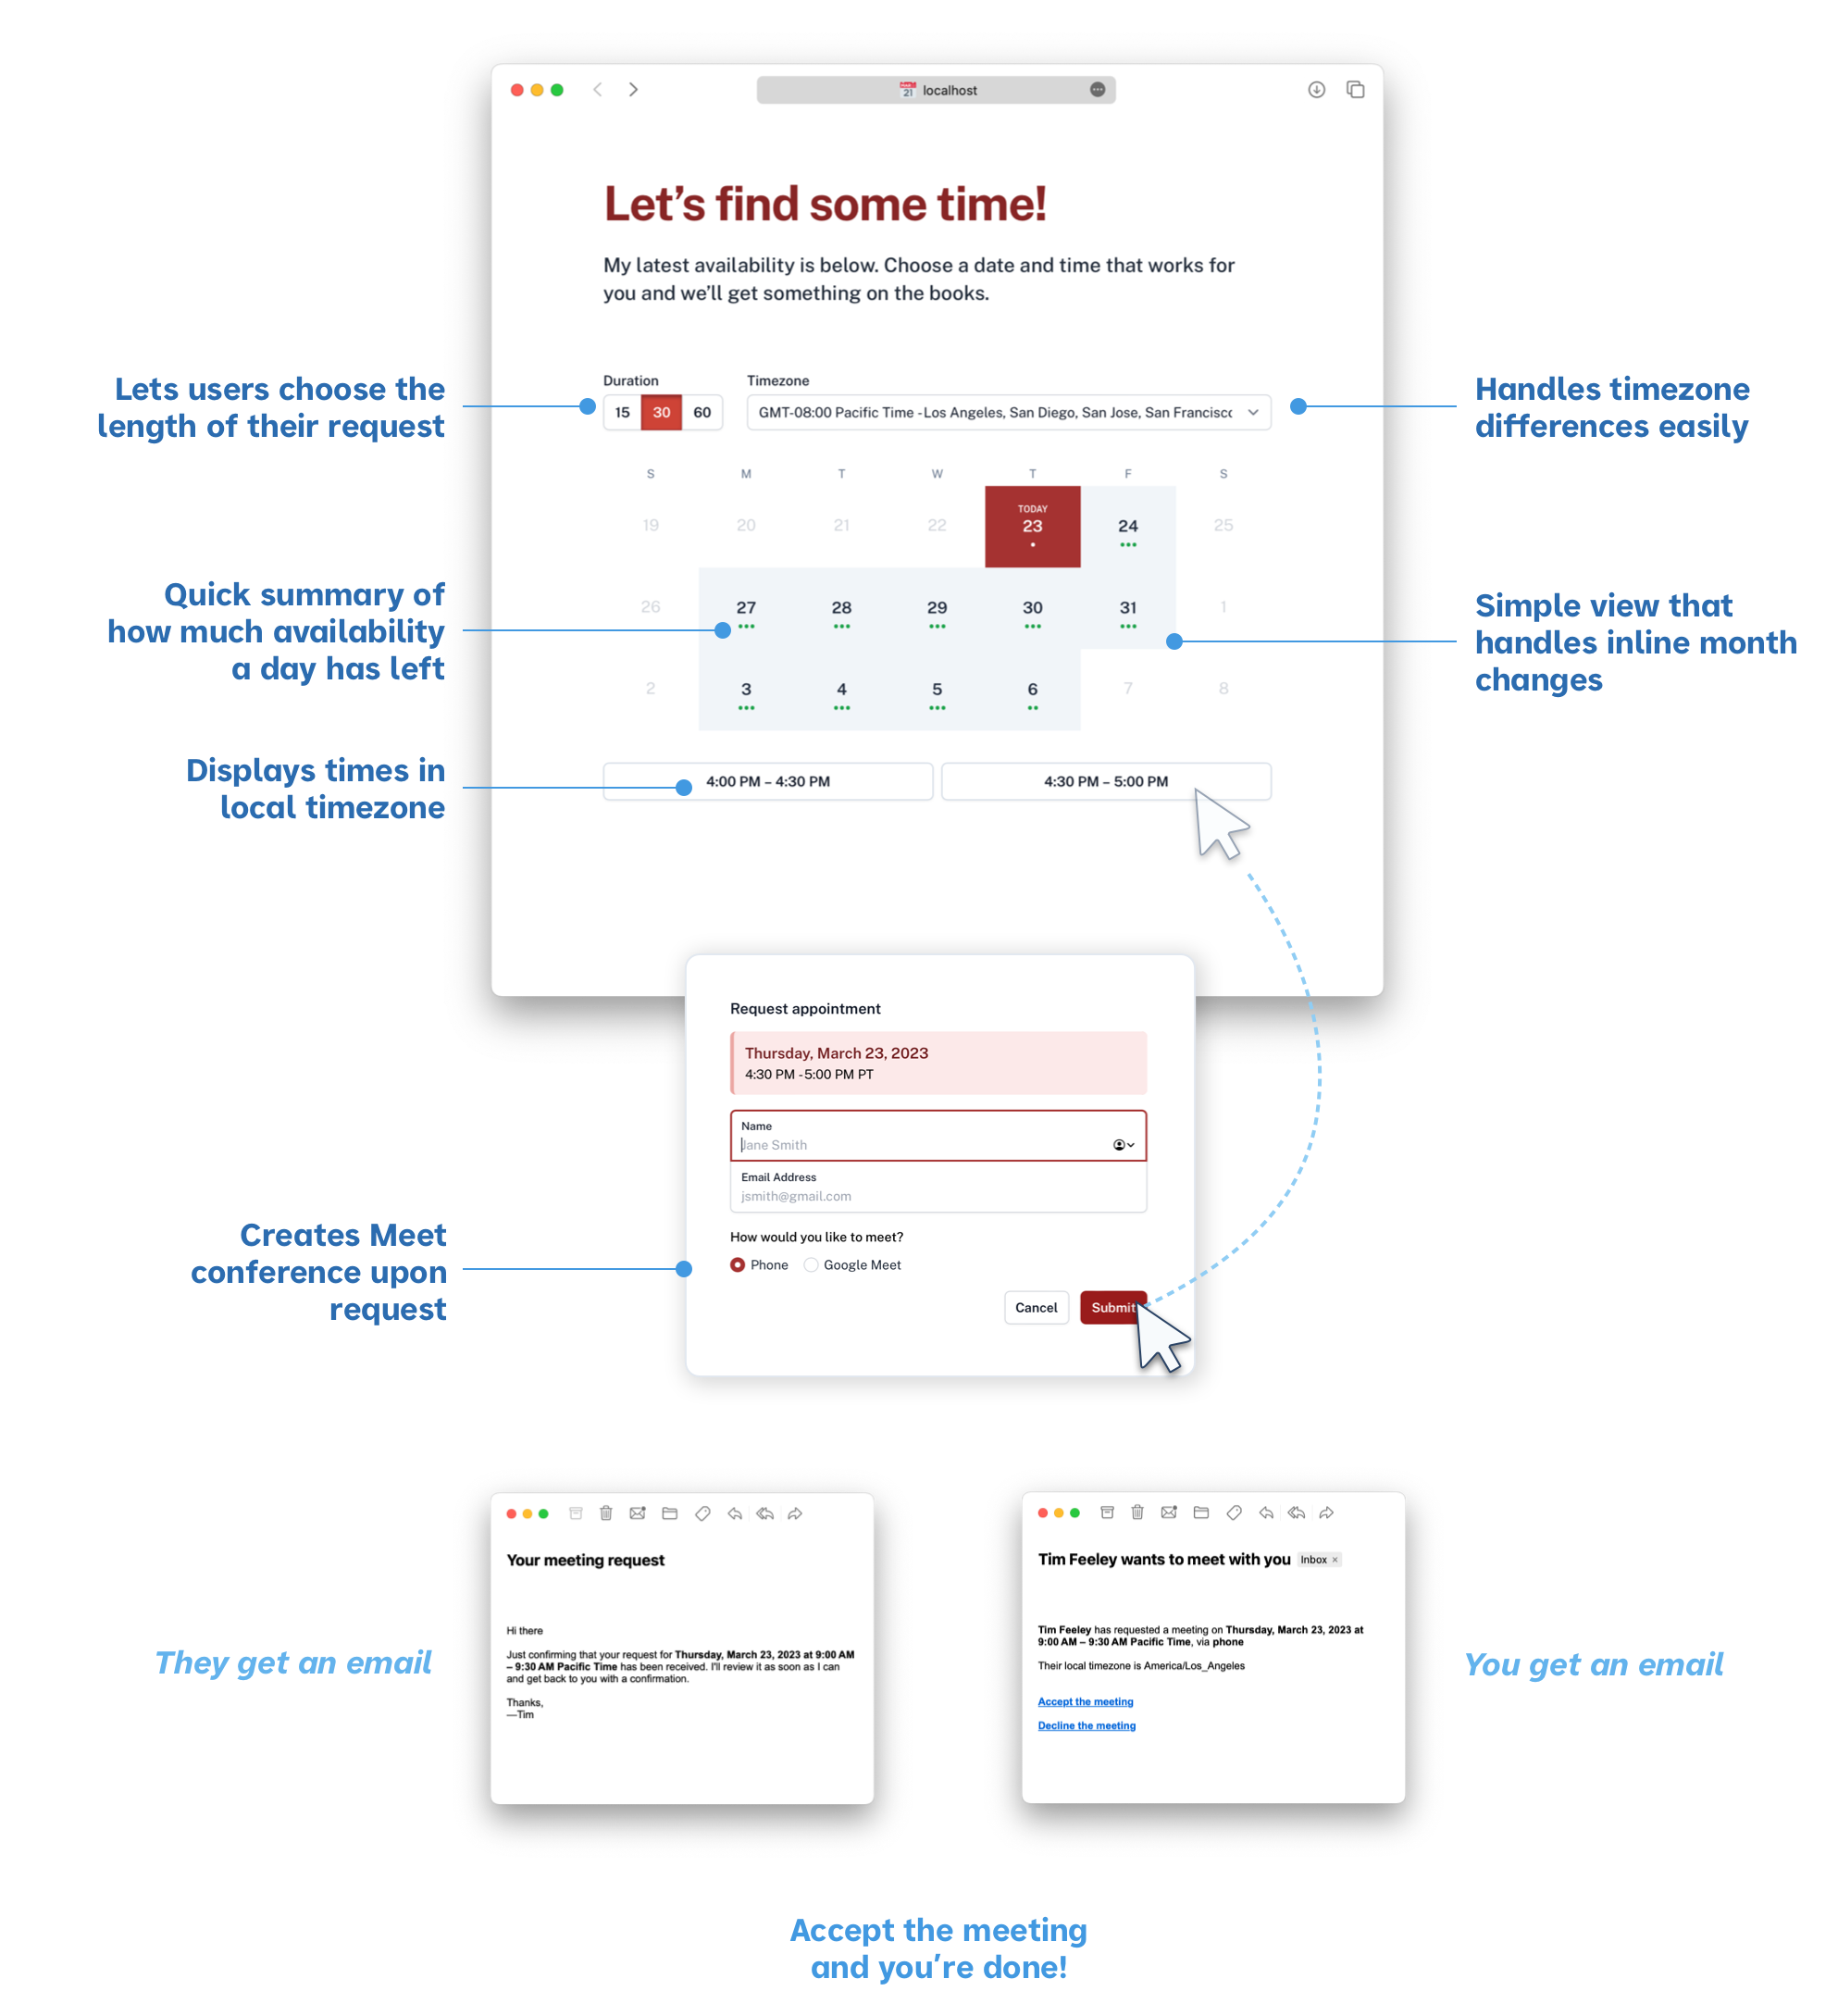 localhost
Let's find some time!
My latest availability is below. Choose a date and time that works for
you and we'll get something on the books.
Lets users choose the
length of their request
Duration
15 30 60
Timezone
GMT-08:00 Pacific Time - Los Angeles, San Diego, San Jose, San Francisc
Handles timezone
differences easily
S M T W T F S
TODAY
19 20 21 22 23 24 25
Quick summary of
how much availability
a day has left
26 27 28 29 30 31 1
2 3 4 5 6 7 8
Simple view that
handles inline month
changes
Displays times in
local timezone
4:00 PM – 4:30 PM
4:30 PM – 5:00 PM
Request appointment
Thursday, March 23, 2023
4:30 PM - 5:00 PM PT
Name
Jane Smith
Email Address
jsmith@gmail.com
How would you like to meet?
Phone Google Meet
Cancel Submit
Creates Meet
conference upon
request
They get an email
Your meeting request
Hi there
Just confirming that your request for Thursday, March 23, 2023 at 9:00 AM
– 9:30 AM Pacific Time has been received. I'll review it as soon as I can
and get back to you with a confirmation.
Thanks,
—Tim
Tim Feeley wants to meet with you Inbox ×
Tim Feeley has requested a meeting on Thursday, March 23, 2023 at
9:00 AM – 9:30 AM Pacific Time, via phone
Their local timezone is America/Los_Angeles
Accept the meeting
Decline the meeting
You get an email
Accept the meeting
and you're done!